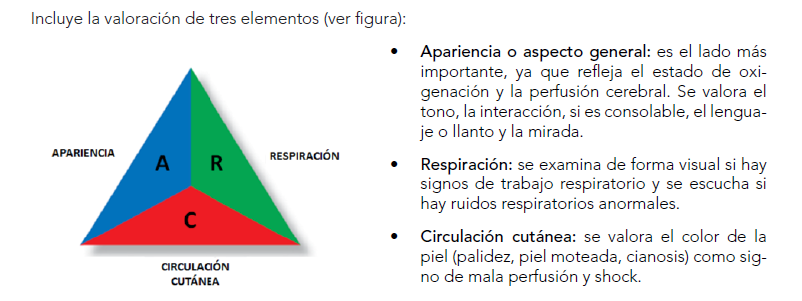 Incluye la valoración de tres elementos (ver figura):
APARIENCIA
A
R
RESPIRACIÓN
C
CIRCULACIÓN
CUTÁNEA
• Apariencia o aspecto general: es el lado más
importante, ya que refleja el estado de oxi-
genación y la perfusión cerebral. Se valora el
tono, la interacción, si es consolable, el lengua-
je o llanto y la mirada.
• Respiración: se examina de forma visual si hay
signos de trabajo respiratorio y se escucha si
hay ruidos respiratorios anormales.
• Circulación cutánea: se valora el color de la
piel (palidez, piel moteada, cianosis) como sig-
no de mala perfusión y shock.